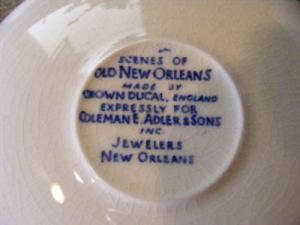 SCENES OF
OLD NEW ORLEANS
MADE BY
CROWN DUCAL, ENGLAND
EXPRESSLY FOR
COLEMAN E. ADLER & SONS
INC.
JEWELERS
NEW ORLEANS